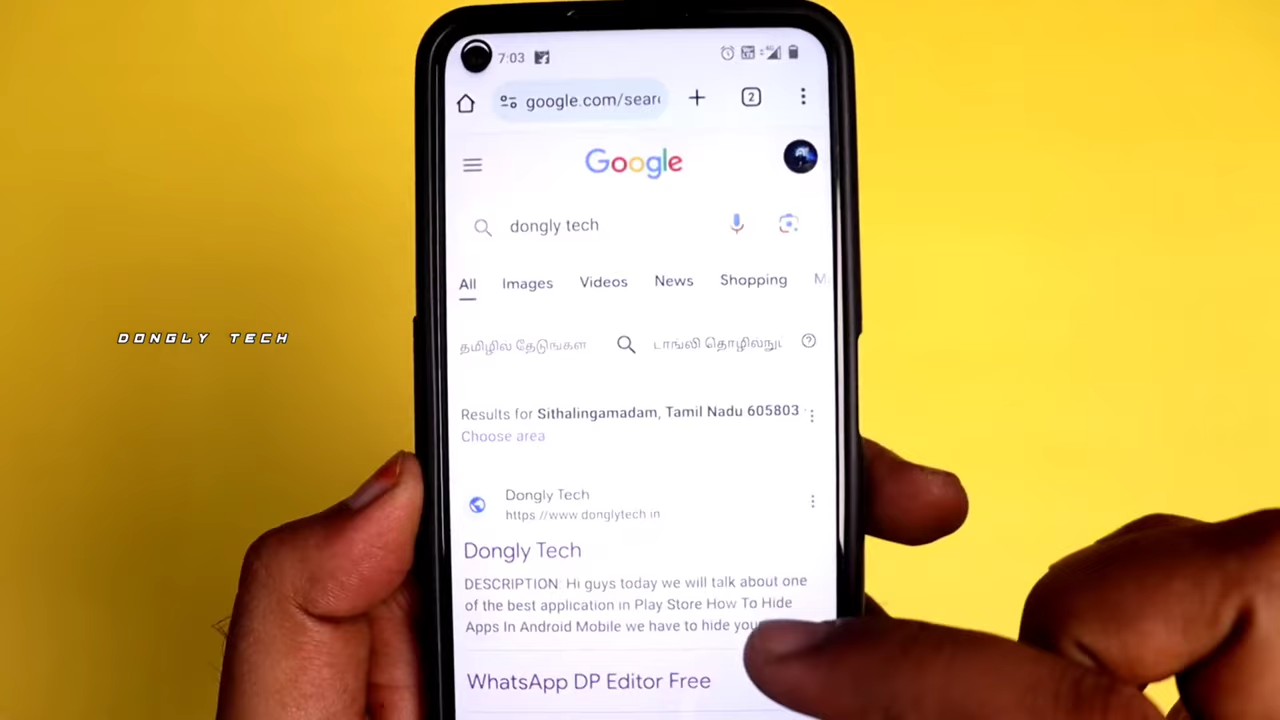 7:03
google.com/sear
2
Google
dongly tech
All Images Videos News Shopping M
தமிழில தேடுங்கள டாங்லி தொழிலநு
Results for Sithalingamadam, Tamil Nadu 605803
Choose area
Dongly Tech
https://www.donglytech.in
Dongly Tech
DESCRIPTION: Hi guys today we will talk about one
of the best application in Play Store How To Hide
Apps In Android Mobile we have to hide you
WhatsApp DP Editor Free
DONGLY TECH